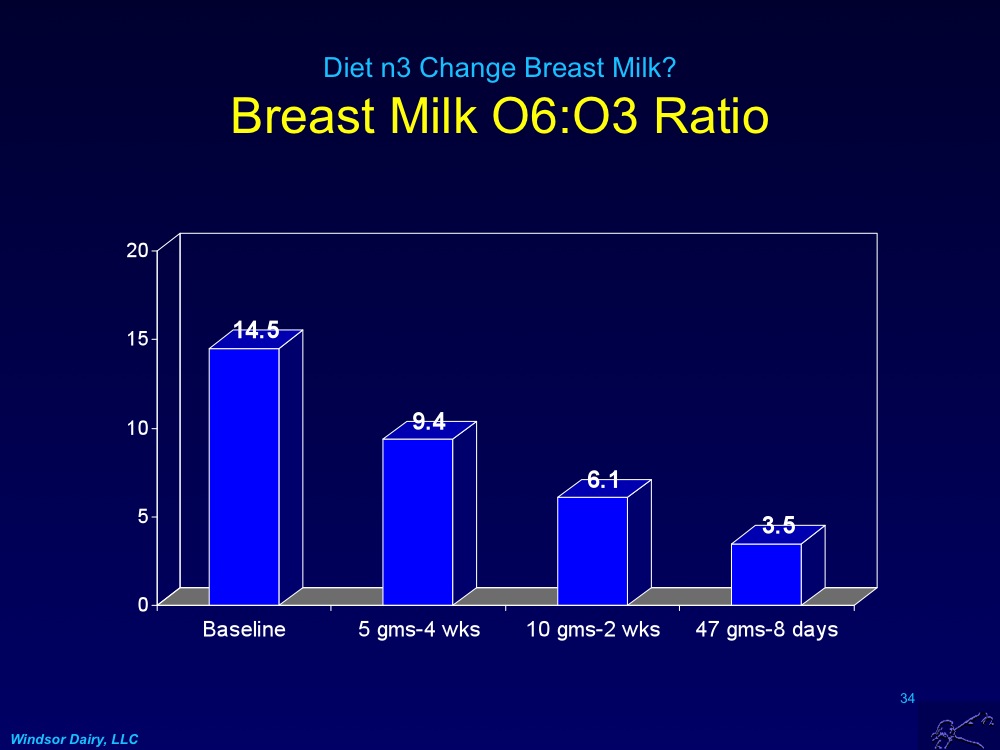 Diet n3 Change Breast Milk?
Breast Milk O6:O3 Ratio
20
15
10
5
0
14.5
9.4
6.1
3.5
Baseline
5 gms-4 wks
10 gms-2 wks
47 gms-8 days
34
Windsor Dairy, LLC